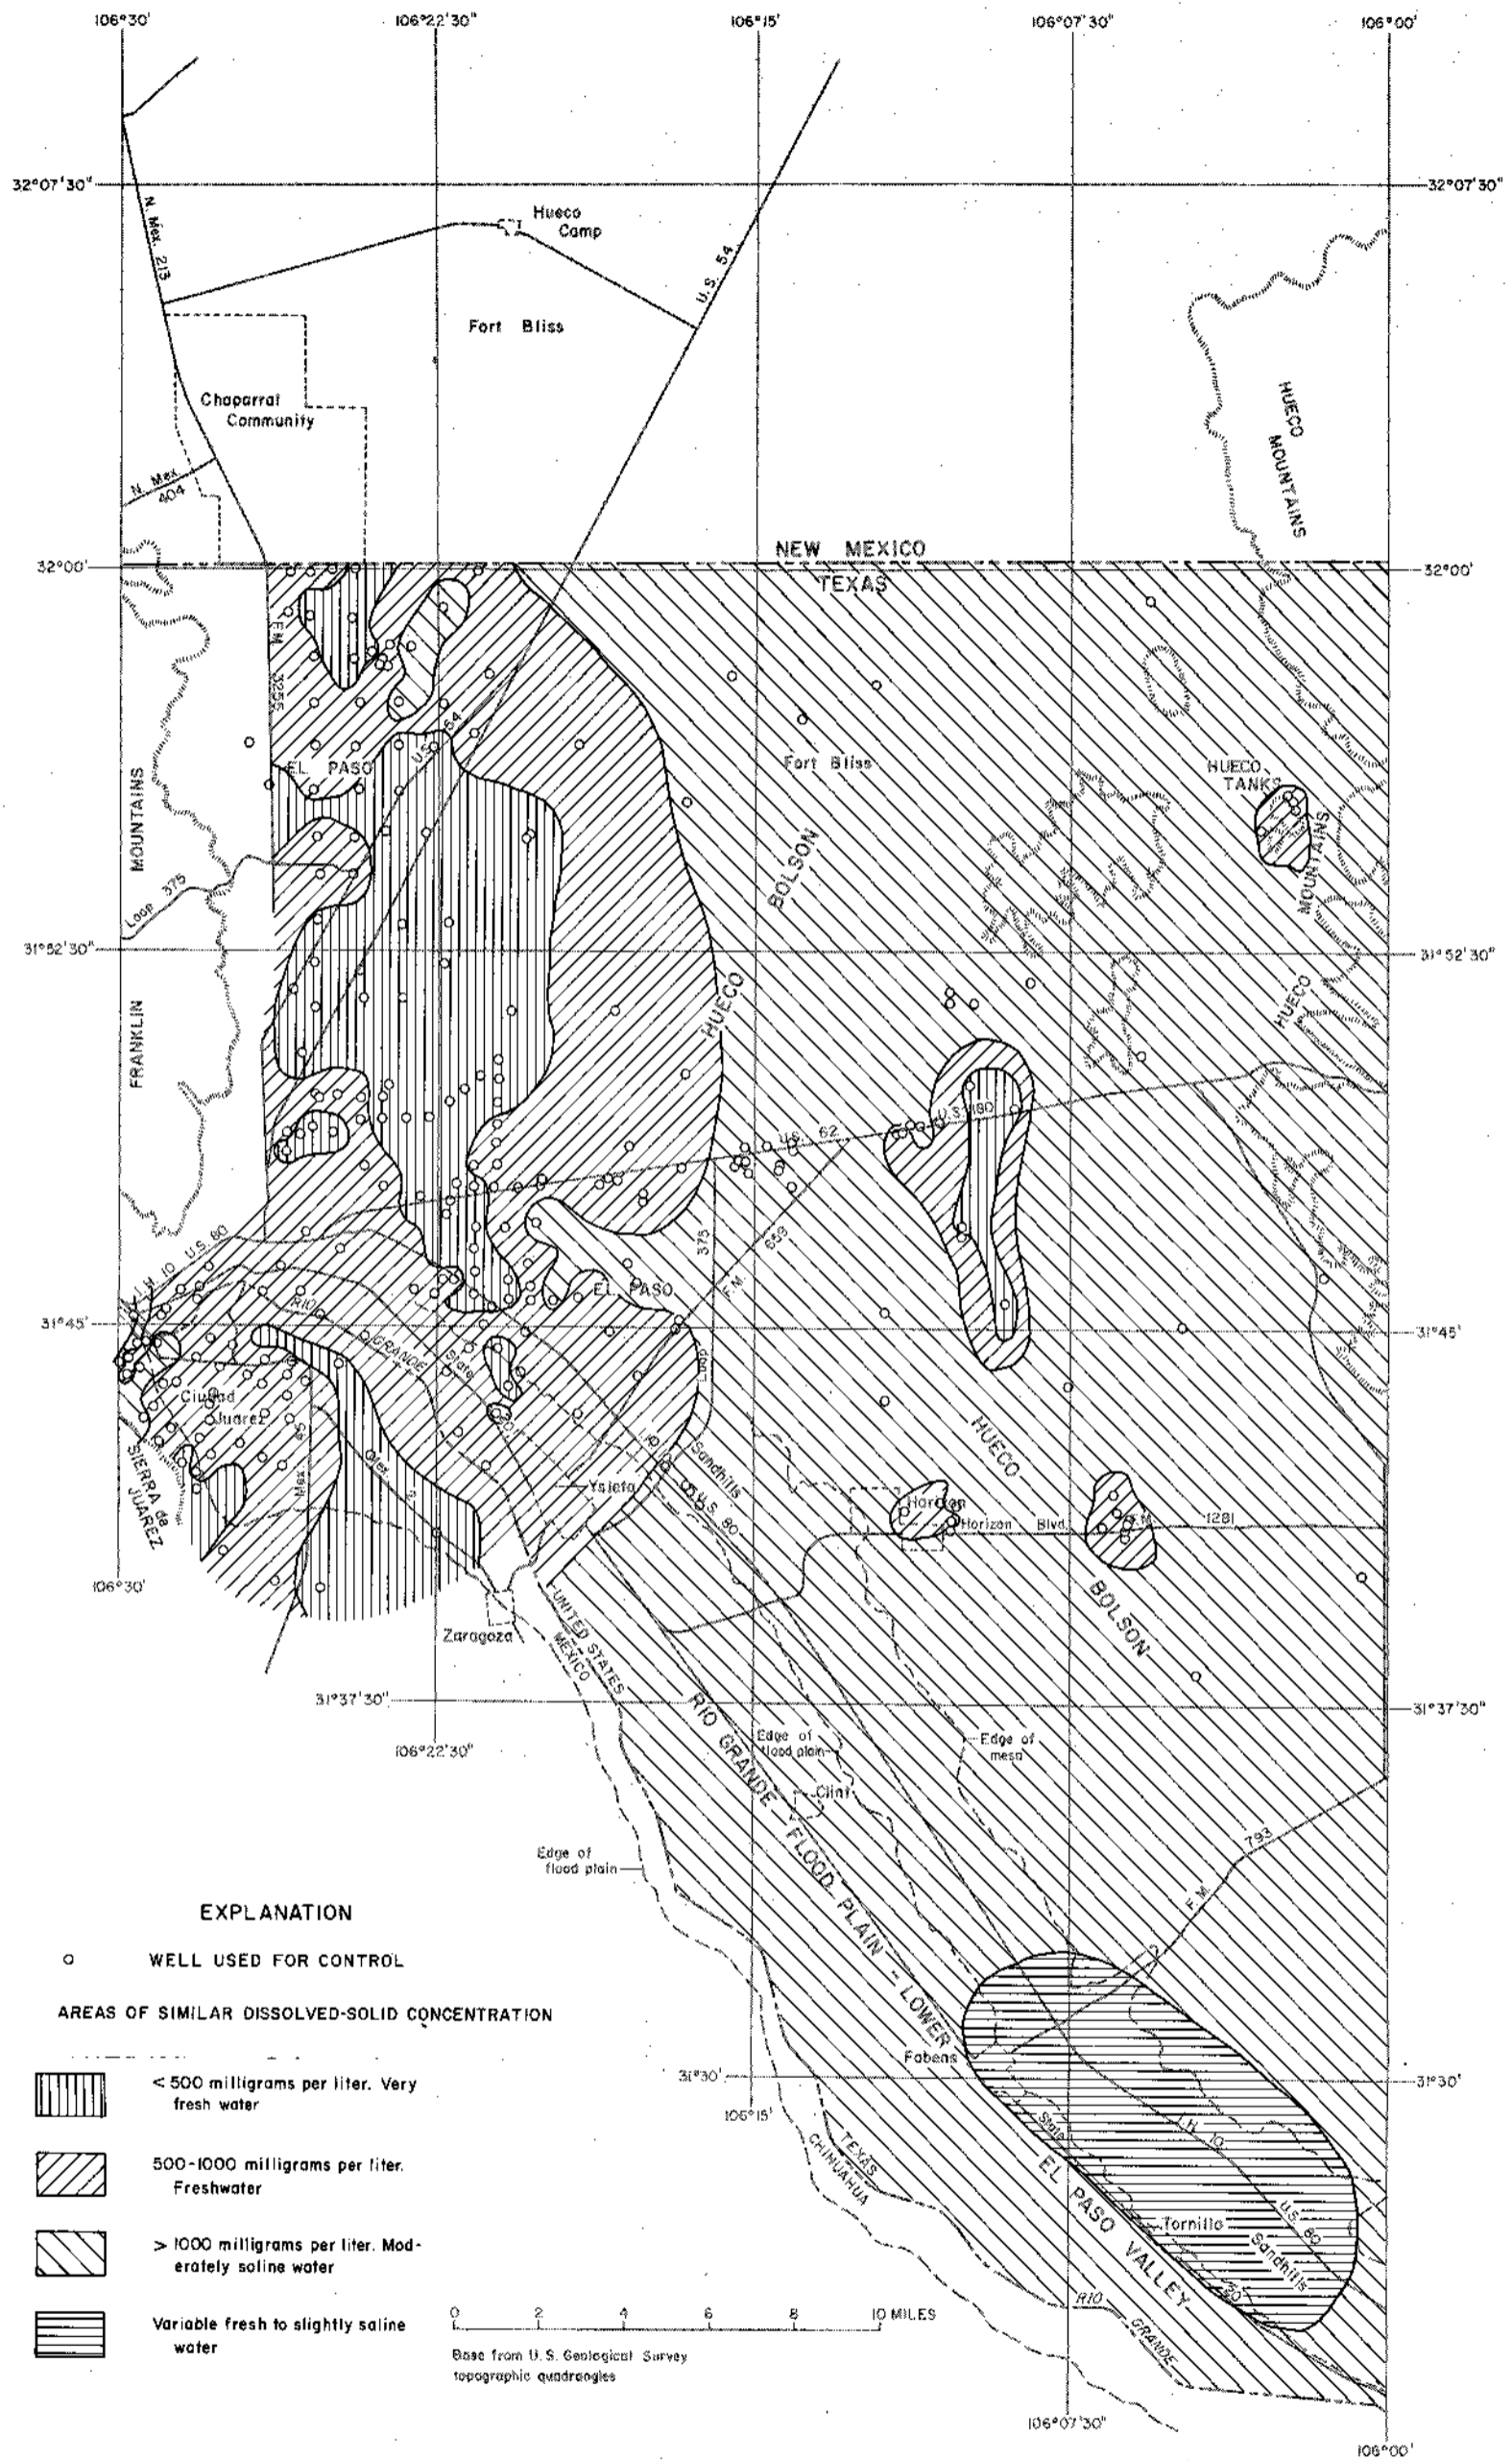 106°30'
106°22'30"
106°15'
106°07'30"
106°00'
32°07'30"
32°07'30"
N. Mex. 213
Hueco
Camp
U.S. 54
Fort Bliss
HUECO
MOUNTAINS
Chaparral
Community
N. Mex.
404
NEW MEXICO
32°00'
32°00'
TEXAS
F.M. 3255
U.S. 54
EL PASO
Fort Bliss
HUECO
TANKS
MOUNTAINS
MOUNTAINS
BOLSON
Loop 375
31°52'30"
31°52'30"
HUECO
HUECO
FRANKLIN
U.S. 180
U.S. 62
I.H. 10 U.S. 80
375
659
F.M.
EL PASO
RIO
31°45'
31°45'
GRANDE
State
Loop
Ciudad
Juarez
HUECO
SIERRA de
JUAREZ
Mex.
Mex.
2
Sandhills
Ysleta
U.S. 80
Horizon
Horizon Blvd.
F.M.
1281
106°30'
BOLSON
Zaragoza
UNITED STATES
MEXICO
31°37'30"
31°37'30"
RIO GRANDE FLOOD PLAIN - LOWER
Edge of
flood plain
Edge of
mesa
106°22'30"
Clint
793
F.M.
Edge of
flood plain
EXPLANATION
WELL USED FOR CONTROL
AREAS OF SIMILAR DISSOLVED-SOLID CONCENTRATION
Fabens
31°30'
31°30'
< 500 milligrams per liter. Very
fresh water
106°15'
State
I.H. 10
TEXAS
CHIHUAHUA
EL PASO VALLEY
500-1000 milligrams per liter.
Freshwater
Tornillo
U.S. 80
Sandhills
20
> 1000 milligrams per liter. Mod-
erately saline water
RIO
GRANDE
Variable fresh to slightly saline
water
0 2 4 6 8 10 MILES
Base from U.S. Geological Survey
topographic quadrangles
106°07'30"
106°00'